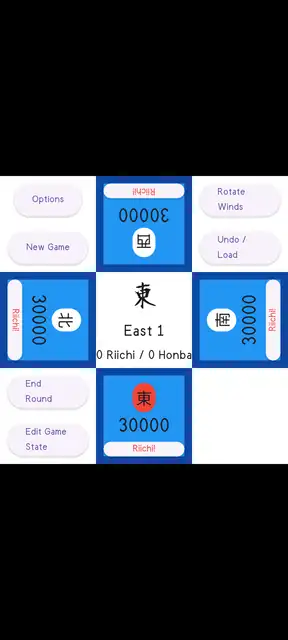 Options
Riichi!
30000
西
Rotate
Winds
New Game
Undo /
Load
Riichi!
30000
北
東
East 1
0 Riichi / 0 Honba
南
30000
Riichi!
End
Round
東
30000
Riichi!
Edit Game
State